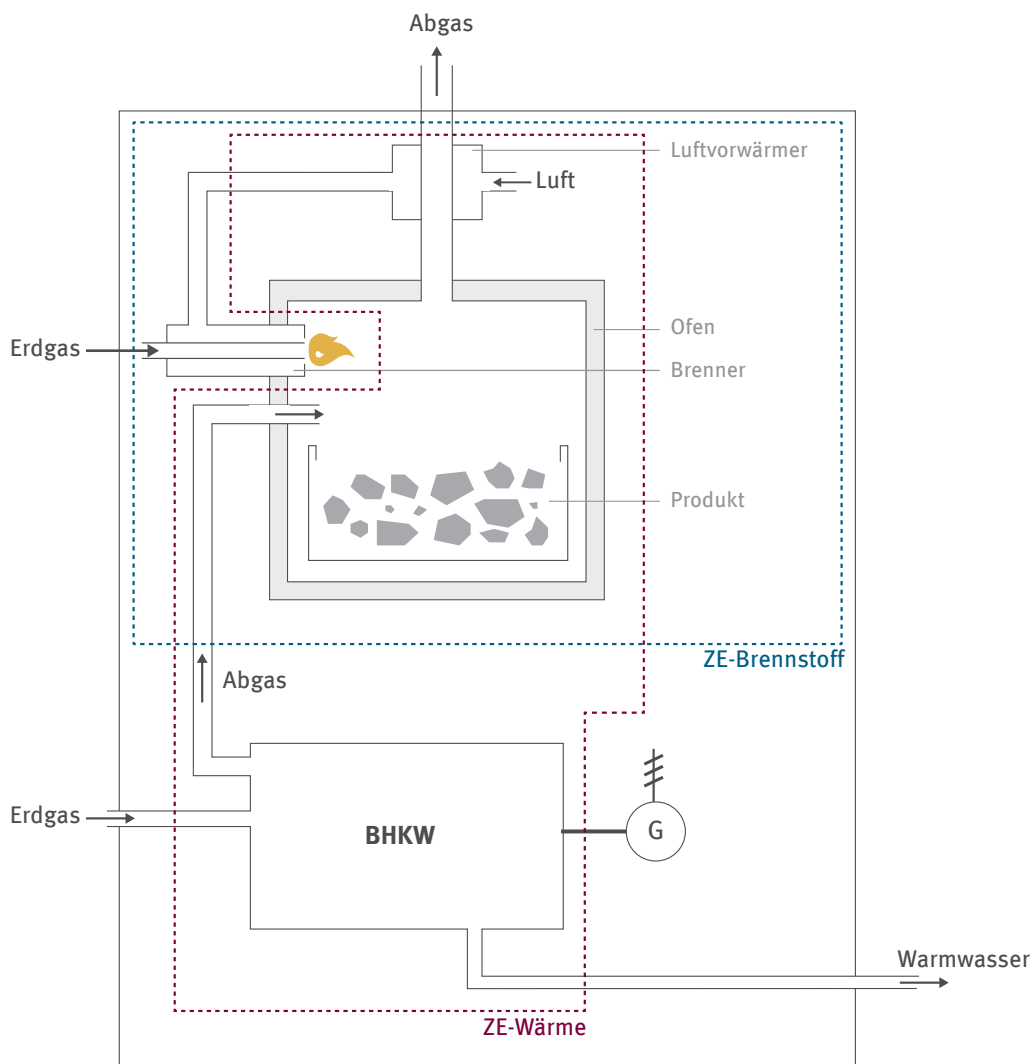 Abgas
Luftvorwärmer
Luft
Ofen
Erdgas
Brenner
Produkt
ZE-Brennstoff
Abgas
Erdgas
BHKW
G
Warmwasser
ZE-Wärme